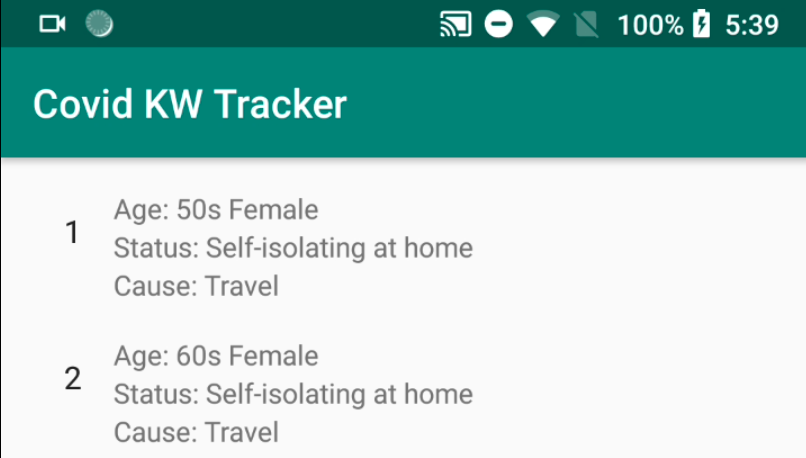 100% 5:39
Covid KW Tracker
1
Age: 50s Female
Status: Self-isolating at home
Cause: Travel
2
Age: 60s Female
Status: Self-isolating at home
Cause: Travel